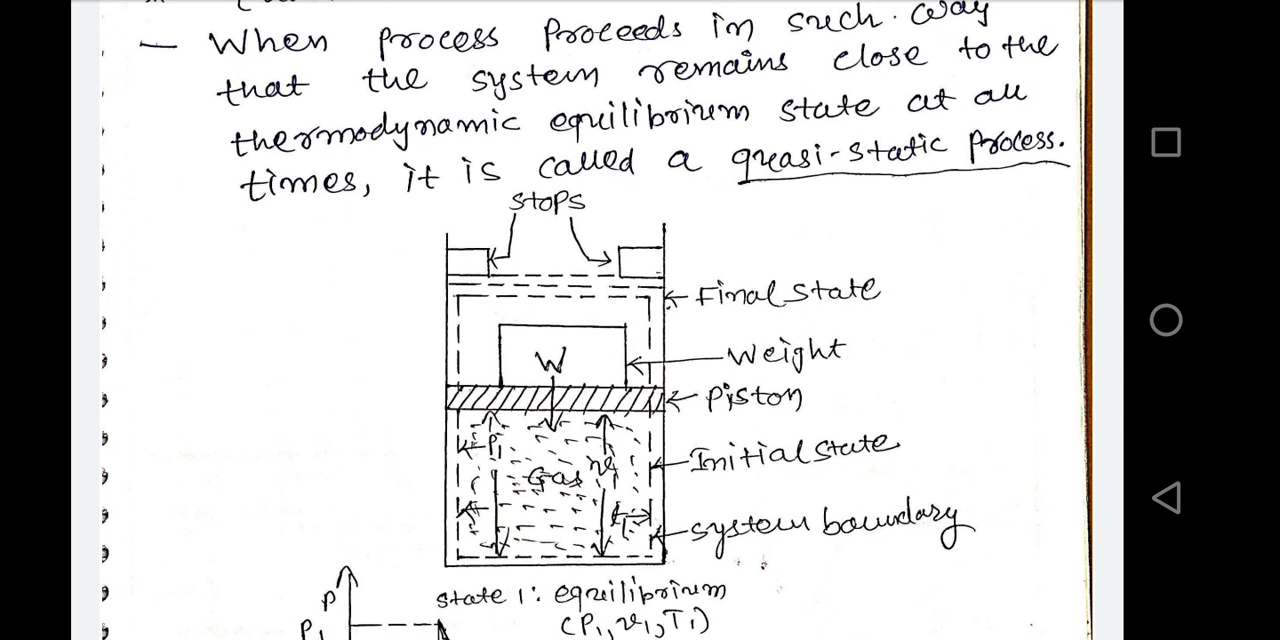 — When process proceeds in such way
that the system remains close to the
thermodynamic equilibrium state at all
times, it is called a quasi-static process.
stops
Final state
Weight
W
Piston
P1
v1
Initial state
Gas
t1
system boundary
State 1: equilibrium
(P1, v1, T1)
P
P1